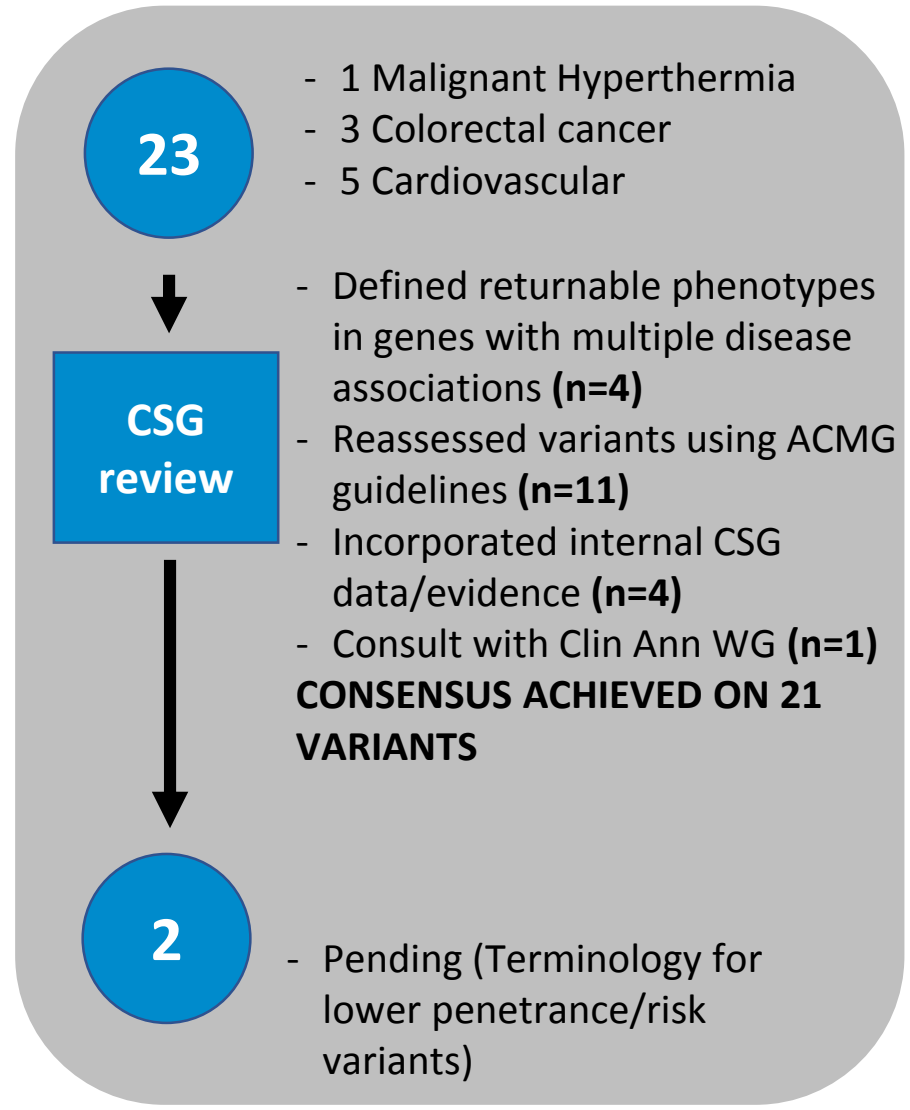 23
- 1 Malignant Hyperthermia
- 3 Colorectal cancer
- 5 Cardiovascular
CSG
review
- Defined returnable phenotypes
in genes with multiple disease
associations (n=4)
- Reassessed variants using ACMG
guidelines (n=11)
- Incorporated internal CSG
data/evidence (n=4)
- Consult with Clin Ann WG (n=1)
CONSENSUS ACHIEVED ON 21
VARIANTS
2
- Pending (Terminology for
lower penetrance/risk
variants)